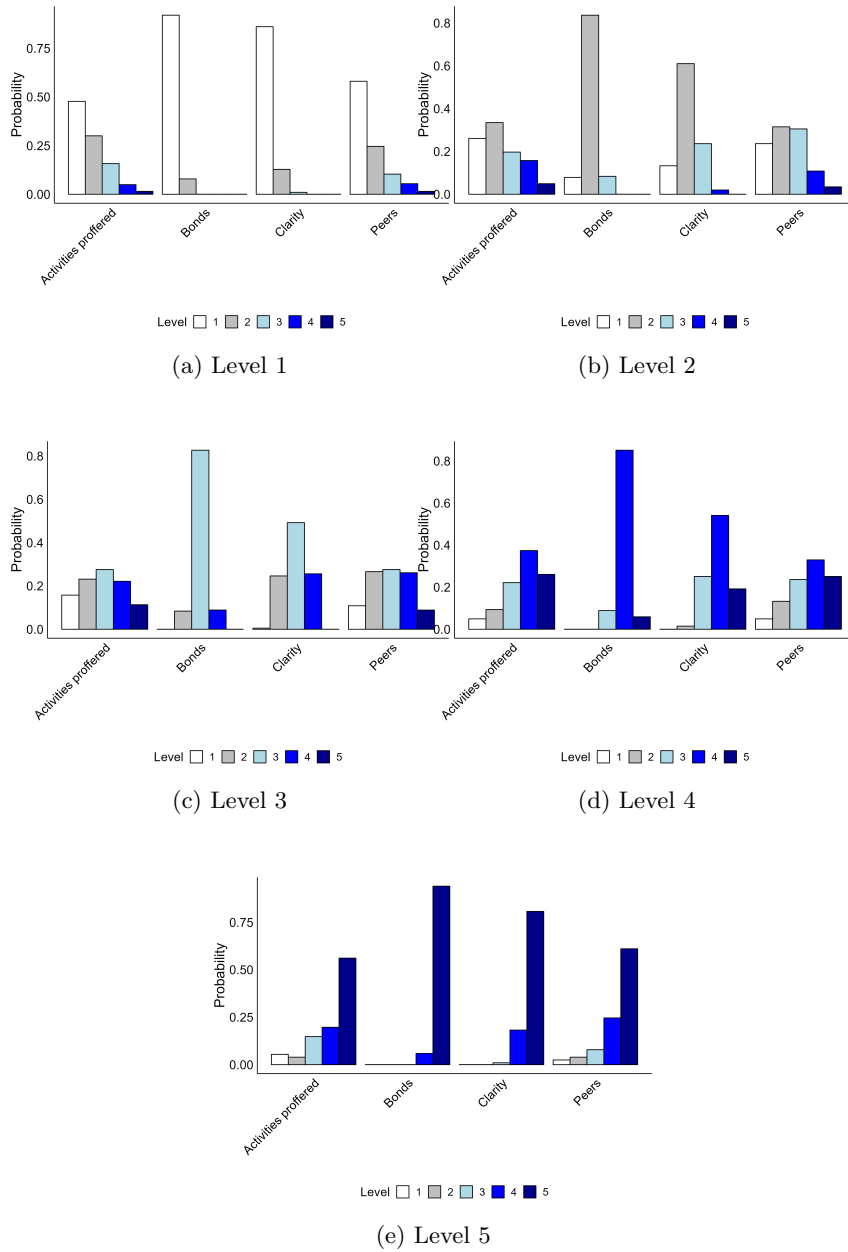 Probability
0.75
0.50
0.25
0.00
Activities proffered
Bonds
Clarity
Peers
Level 1 2 3 4 5
(a) Level 1
Probability
0.8
0.6
0.4
0.2
0.0
Activities proffered
Bonds
Clarity
Peers
Level 1 2 3 4 5
(b) Level 2
Probability
0.8
0.6
0.4
0.2
0.0
Activities proffered
Bonds
Clarity
Peers
Level 1 2 3 4 5
(c) Level 3
Probability
0.8
0.6
0.4
0.2
0.0
Activities proffered
Bonds
Clarity
Peers
Level 1 2 3 4 5
(d) Level 4
Probability
0.75
0.50
0.25
0.00
Activities proffered
Bonds
Clarity
Peers
Level 1 2 3 4 5
(e) Level 5